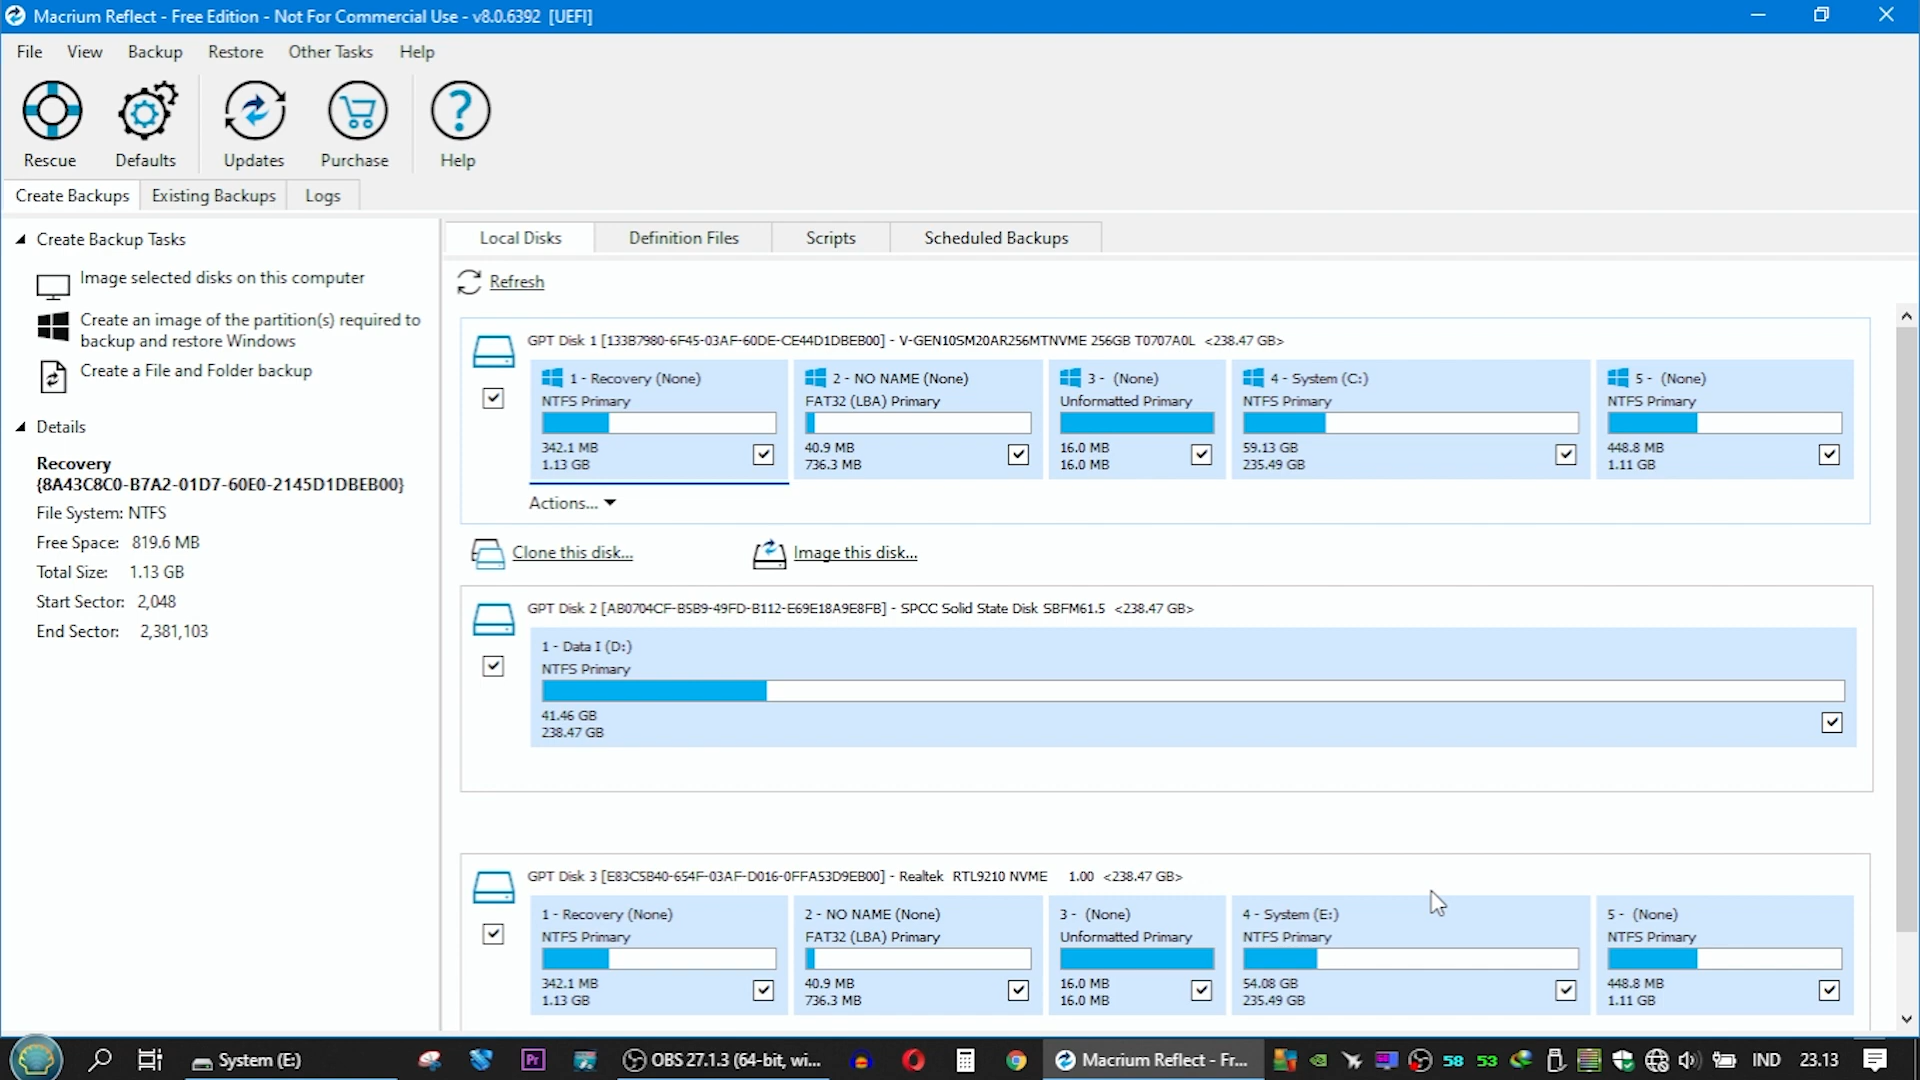 Macrium Reflect - Free Edition - Not For Commercial Use - v8.0.6392 [UEFI]
File View Backup Restore Other Tasks Help
Rescue Defaults Updates Purchase Help
Create Backups Existing Backups Logs
Create Backup Tasks
Image selected disks on this computer
Create an image of the partition(s) required to
backup and restore Windows
Create a File and Folder backup
Details
Recovery
{8A43C8C0-B7A2-01D7-60E0-2145D1DBEB00}
File System: NTFS
Free Space: 819.6 MB
Total Size: 1.13 GB
Start Sector: 2,048
End Sector: 2,381,103
Local Disks Definition Files Scripts Scheduled Backups
Refresh
GPT Disk 1 [133B7980-6F45-03AF-60DE-CE44D1DBEB00] - V-GEN10SM20AR256MTNVME 256GB T0707A0L <238.47 GB>
1 - Recovery (None)
NTFS Primary
342.1 MB
1.13 GB
2 - NO NAME (None)
FAT32 (LBA) Primary
40.9 MB
736.3 MB
3 - (None)
Unformatted Primary
16.0 MB
16.0 MB
4 - System (C:)
NTFS Primary
59.13 GB
235.49 GB
5 - (None)
NTFS Primary
448.8 MB
1.11 GB
Actions...
Clone this disk... Image this disk...
GPT Disk 2 [AB0704CF-B5B9-49FD-B112-E69E18A9E8FB] - SPCC Solid State Disk SBFM61.5 <238.47 GB>
1 - Data I (D:)
NTFS Primary
41.46 GB
238.47 GB
GPT Disk 3 [E83C5B40-654F-03AF-D016-0FFA53D9EB00] - Realtek RTL9210 NVME 1.00 <238.47 GB>
1 - Recovery (None)
NTFS Primary
342.1 MB
1.13 GB
2 - NO NAME (None)
FAT32 (LBA) Primary
40.9 MB
736.3 MB
3 - (None)
Unformatted Primary
16.0 MB
16.0 MB
4 - System (E:)
NTFS Primary
54.08 GB
235.49 GB
5 - (None)
NTFS Primary
448.8 MB
1.11 GB
System (E:) Pr OBS 27.1.3 (64-bit, wi... Macrium Reflect - Fr... 58 53 IND 23.13